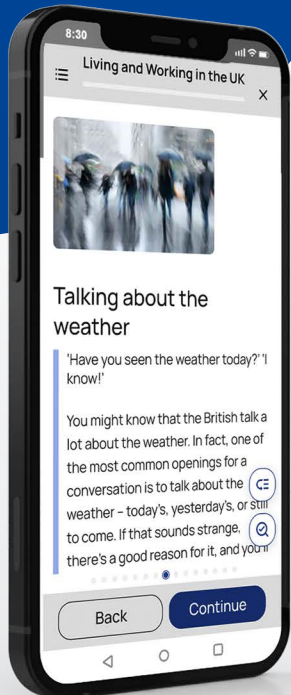 8:30
Living and Working in the UK
Talking about the
weather
'Have you seen the weather today?' 'I
know!'
You might know that the British talk a
lot about the weather. In fact, one of
the most common openings for a
conversation is to talk about the
weather – today's, yesterday's, or still
to come. If that sounds strange,
there's a good reason for it, and you'll
Back
Continue